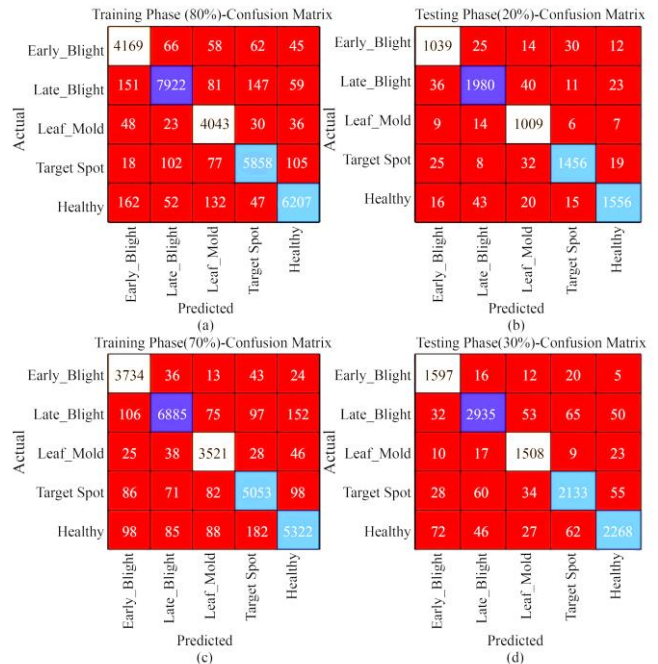 Training Phase (80%)-Confusion Matrix
Actual
Early_Blight 4169 66 58 62 45
Late_Blight 151 7922 81 147 59
Leaf_Mold 48 23 4043 30 36
Target Spot 18 102 77 5858 105
Healthy 162 52 132 47 6207
Early_Blight Late_Blight Leaf_Mold Target Spot Healthy
Predicted
(a)
Testing Phase(20%)-Confusion Matrix
Actual
Early_Blight 1039 25 14 30 12
Late_Blight 36 1980 40 11 23
Leaf_Mold 9 14 1009 6 7
Target Spot 25 8 32 1456 19
Healthy 16 43 20 15 1556
Early_Blight Late_Blight Leaf_Mold Target Spot Healthy
Predicted
(b)
Training Phase(70%)-Confusion Matrix
Actual
Early_Blight 3734 36 13 43 24
Late_Blight 106 6885 75 97 152
Leaf_Mold 25 38 3521 28 46
Target Spot 86 71 82 5053 98
Healthy 98 85 88 182 5322
Early_Blight Late_Blight Leaf_Mold Target Spot Healthy
Predicted
(c)
Testing Phase(30%)-Confusion Matrix
Actual
Early_Blight 1597 16 12 20 5
Late_Blight 32 2935 53 65 50
Leaf_Mold 10 17 1508 9 23
Target Spot 28 60 34 2133 55
Healthy 72 46 27 62 2268
Early_Blight Late_Blight Leaf_Mold Target Spot Healthy
Predicted
(d)